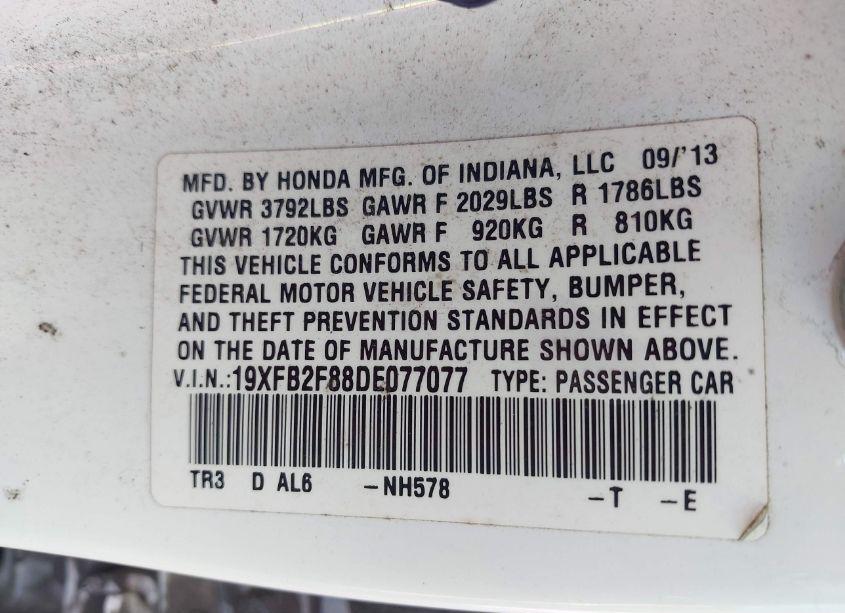 MFD. BY HONDA MFG. OF INDIANA, LLC 09/'13
GVWR 3792LBS GAWR F 2029LBS R 1786LBS
GVWR 1720KG GAWR F 920KG R 810KG
THIS VEHICLE CONFORMS TO ALL APPLICABLE
FEDERAL MOTOR VEHICLE SAFETY, BUMPER,
AND THEFT PREVENTION STANDARDS IN EFFECT
ON THE DATE OF MANUFACTURE SHOWN ABOVE.
V.I.N.:19XFB2F88DE077077 TYPE: PASSENGER CAR
TR3 D AL6 -NH578 -T -E